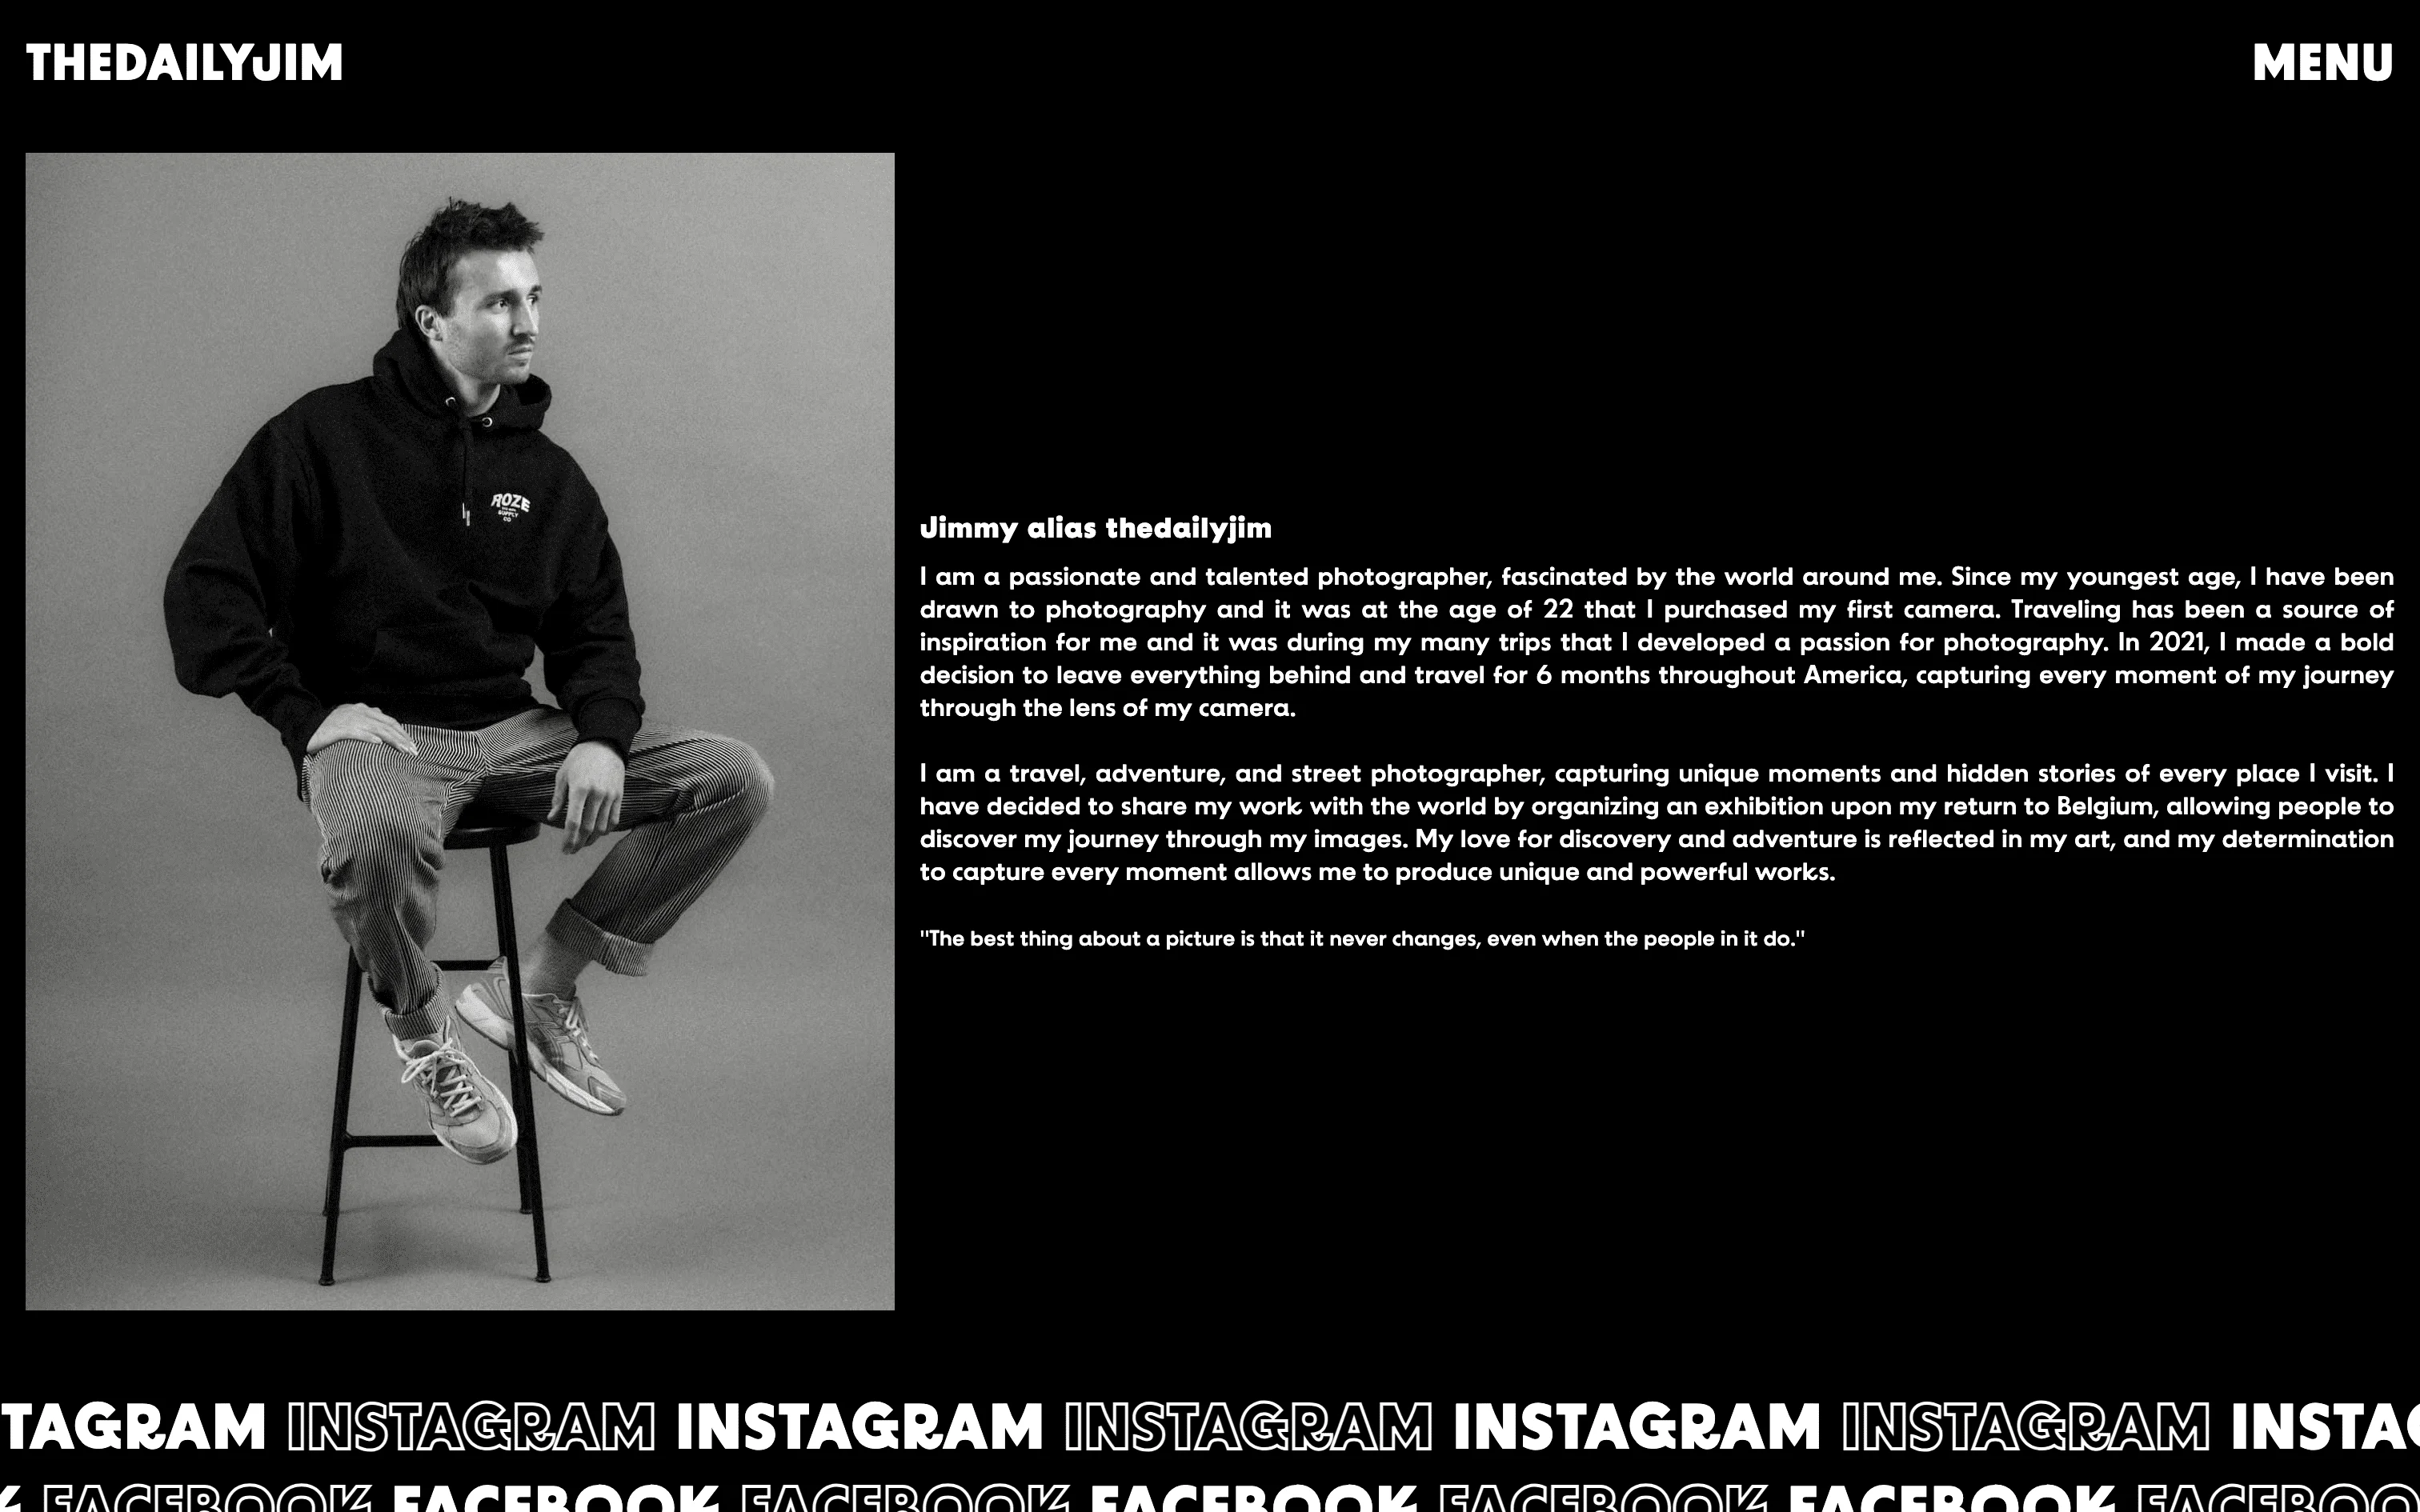 THEDAILYJIM
MENU
ROZE
SUPPLY
CO
Jimmy alias thedailyjim
I am a passionate and talented photographer, fascinated by the world around me. Since my youngest age, I have been
drawn to photography and it was at the age of 22 that I purchased my first camera. Traveling has been a source of
inspiration for me and it was during my many trips that I developed a passion for photography. In 2021, I made a bold
decision to leave everything behind and travel for 6 months throughout America, capturing every moment of my journey
through the lens of my camera.
I am a travel, adventure, and street photographer, capturing unique moments and hidden stories of every place I visit. I
have decided to share my work with the world by organizing an exhibition upon my return to Belgium, allowing people to
discover my journey through my images. My love for discovery and adventure is reflected in my art, and my determination
to capture every moment allows me to produce unique and powerful works.
"The best thing about a picture is that it never changes, even when the people in it do."
TAGRAM INSTAGRAM INSTAGRAM INSTAGRAM INSTAGRAM INSTAGRAM INSTAG
K FACEBOOK FACEBOOK FACEBOOK FACEBOOK FACEBOOK FACEBOOK FACEBOO